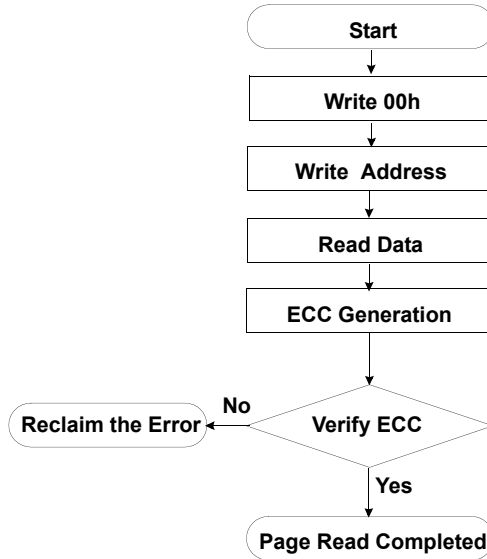 Start
Write 00h
Write Address
Read Data
ECC Generation
No
Reclaim the Error
Verify ECC
Yes
Page Read Completed